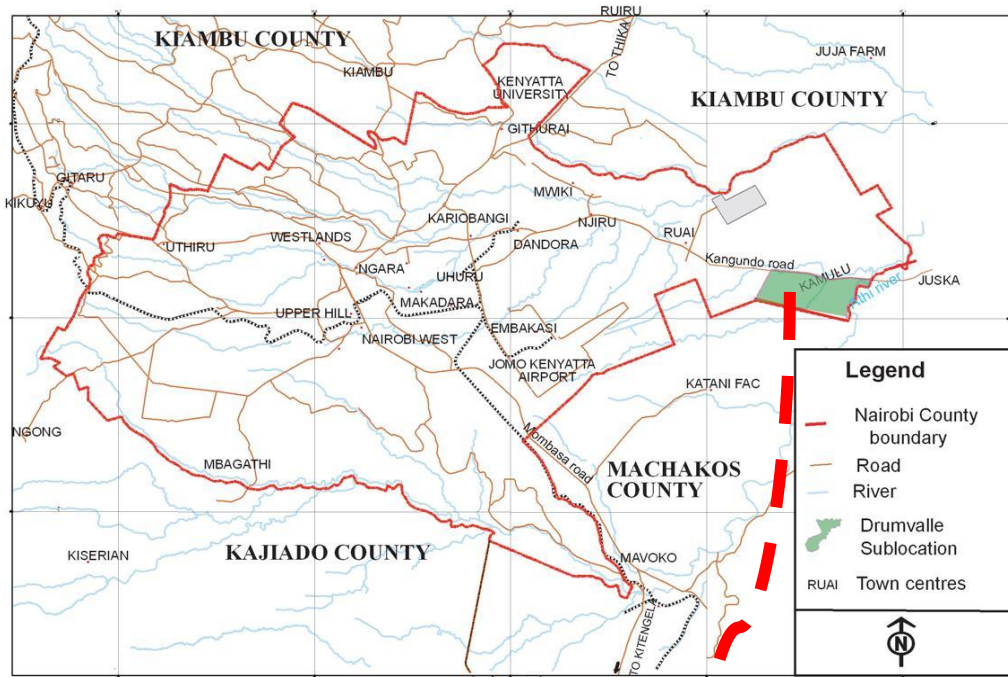 RUIRU
KIAMBU COUNTY
TO THIKA
JUJA FARM
KIAMBU
KENYATTA
UNIVERSITY
KIAMBU COUNTY
GITHURAI
GITARU
MWIKI
KIKUYU
KARIOBANGI
NJIRU
RUAI
WESTLANDS
DANDORA
UTHIRU
Kangundo road
NGARA
UHURU
KAMULU
JUSKA
MAKADARA
UPPER HILL
EMBAKASI
NAIROBI WEST
JOMO KENYATTA
AIRPORT
KATANI FAC
NGONG
Mombasa road
MBAGATHI
MACHAKOS
COUNTY
KISERIAN
KAJIADO COUNTY
MAVOKO
TO KITENGELA
Legend
Nairobi County
boundary
Road
River
Drumvalle
Sublocation
RUAI Town centres
N